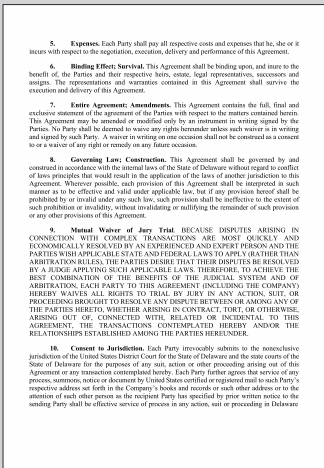 5. Expenses. Each Party shall pay all respective costs and expenses that he, she or it
incurs with respect to the negotiation, execution, delivery and performance of this Agreement.
6. Binding Effect; Survival. This Agreement shall be binding upon, and inure to the
benefit of, the Parties and their respective heirs, estate, legal representatives, successors and
assigns. The representations and warranties contained in this Agreement shall survive the
execution and delivery of this Agreement.
7. Entire Agreement; Amendments. This Agreement contains the full, final and
exclusive statement of the agreement of the Parties with respect to the matters contained herein.
This Agreement may be amended or modified only by an instrument in writing signed by the
Parties. No Party shall be deemed to waive any rights hereunder unless such waiver is in writing
and signed by such Party. A waiver in writing on one occasion shall not be construed as a consent
to or a waiver of any right or remedy on any future occasion.
8. Governing Law; Construction. This Agreement shall be governed by and
construed in accordance with the internal laws of the State of Delaware without regard to conflict
of laws principles that would result in the application of the laws of another jurisdiction to this
Agreement. Wherever possible, each provision of this Agreement shall be interpreted in such
manner as to be effective and valid under applicable law, but if any provision hereof shall be
prohibited by or invalid under any such law, such provision shall be ineffective to the extent of
such prohibition or invalidity, without invalidating or nullifying the remainder of such provision
or any other provisions of this Agreement.
9. Mutual Waiver of Jury Trial. BECAUSE DISPUTES ARISING IN
CONNECTION WITH COMPLEX TRANSACTIONS ARE MOST QUICKLY AND
ECONOMICALLY RESOLVED BY AN EXPERIENCED AND EXPERT PERSON AND THE
PARTIES WISH APPLICABLE STATE AND FEDERAL LAWS TO APPLY (RATHER THAN
ARBITRATION RULES), THE PARTIES DESIRE THAT THEIR DISPUTES BE RESOLVED
BY A JUDGE APPLYING SUCH APPLICABLE LAWS. THEREFORE, TO ACHIEVE THE
BEST COMBINATION OF THE BENEFITS OF THE JUDICIAL SYSTEM AND OF
ARBITRATION, EACH PARTY TO THIS AGREEMENT (INCLUDING THE COMPANY)
HEREBY WAIVES ALL RIGHTS TO TRIAL BY JURY IN ANY ACTION, SUIT, OR
PROCEEDING BROUGHT TO RESOLVE ANY DISPUTE BETWEEN OR AMONG ANY OF
THE PARTIES HERETO, WHETHER ARISING IN CONTRACT, TORT, OR OTHERWISE,
ARISING OUT OF, CONNECTED WITH, RELATED OR INCIDENTAL TO THIS
AGREEMENT, THE TRANSACTIONS CONTEMPLATED HEREBY AND/OR THE
RELATIONSHIPS ESTABLISHED AMONG THE PARTIES HEREUNDER.
10. Consent to Jurisdiction. Each Party irrevocably submits to the nonexclusive
jurisdiction of the United States District Court for the State of Delaware and the state courts of the
State of Delaware for the purposes of any suit, action or other proceeding arising out of this
Agreement or any transaction contemplated hereby. Each Party further agrees that service of any
process, summons, notice or document by United States certified or registered mail to such Party's
respective address set forth in the Company's books and records or such other address or to the
attention of such other person as the recipient Party has specified by prior written notice to the
sending Party shall be effective service of process in any action, suit or proceeding in Delaware